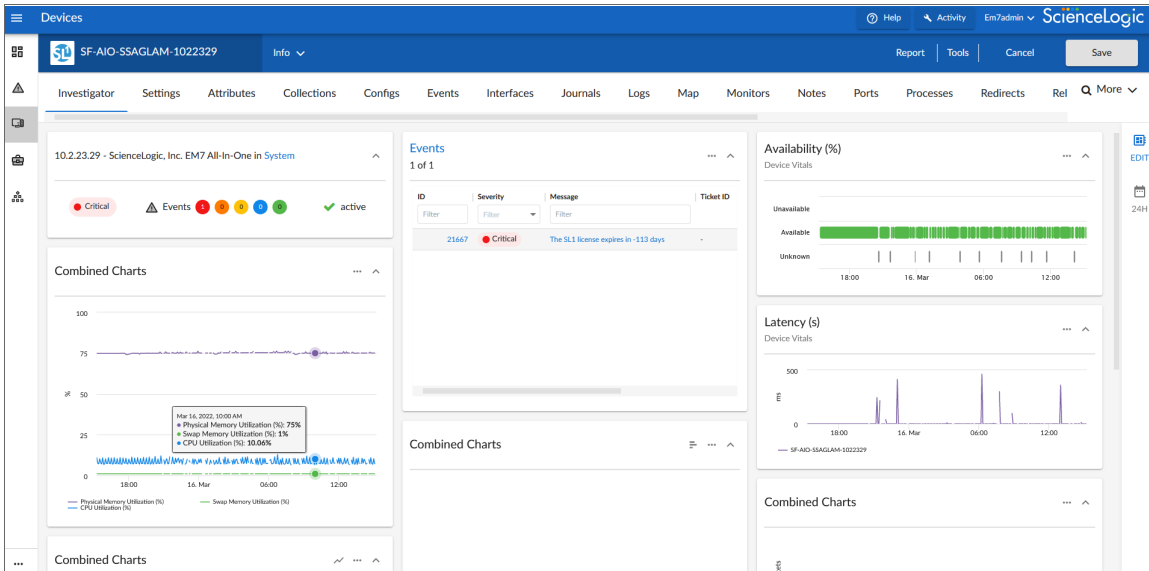 Devices
Help
Activity
Em7admin
ScienceLogic
SL
SF-AIO-SSAGLAM-1022329
Info
Report
Tools
Cancel
Save
Investigator
Settings
Attributes
Collections
Configs
Events
Interfaces
Journals
Logs
Map
Monitors
Notes
Ports
Processes
Redirects
Rel
More
10.2.23.29 - ScienceLogic, Inc. EM7 All-In-One in System
Critical
Events 1 0 0 0 0
active
Combined Charts
100
75
50
25
0
%
Mar 16, 2022, 10:00 AM
Physical Memory Utilization (%): 75%
Swap Memory Utilization (%): 1%
CPU Utilization (%): 10.06%
18:00 16. Mar 06:00 12:00
Physical Memory Utilization (%) Swap Memory Utilization (%)
CPU Utilization (%)
Combined Charts
Events
1 of 1
ID Severity Message Ticket ID
Filter Filter Filter
21667 Critical The SL1 license expires in -113 days -
Combined Charts
Availability (%)
Device Vitals
Unavailable
Available
Unknown
18:00 16. Mar 06:00 12:00
Latency (s)
Device Vitals
500
0
ms
18:00 16. Mar 06:00 12:00
SF-AIO-SSAGLAM-1022329
Combined Charts
EDIT
24H